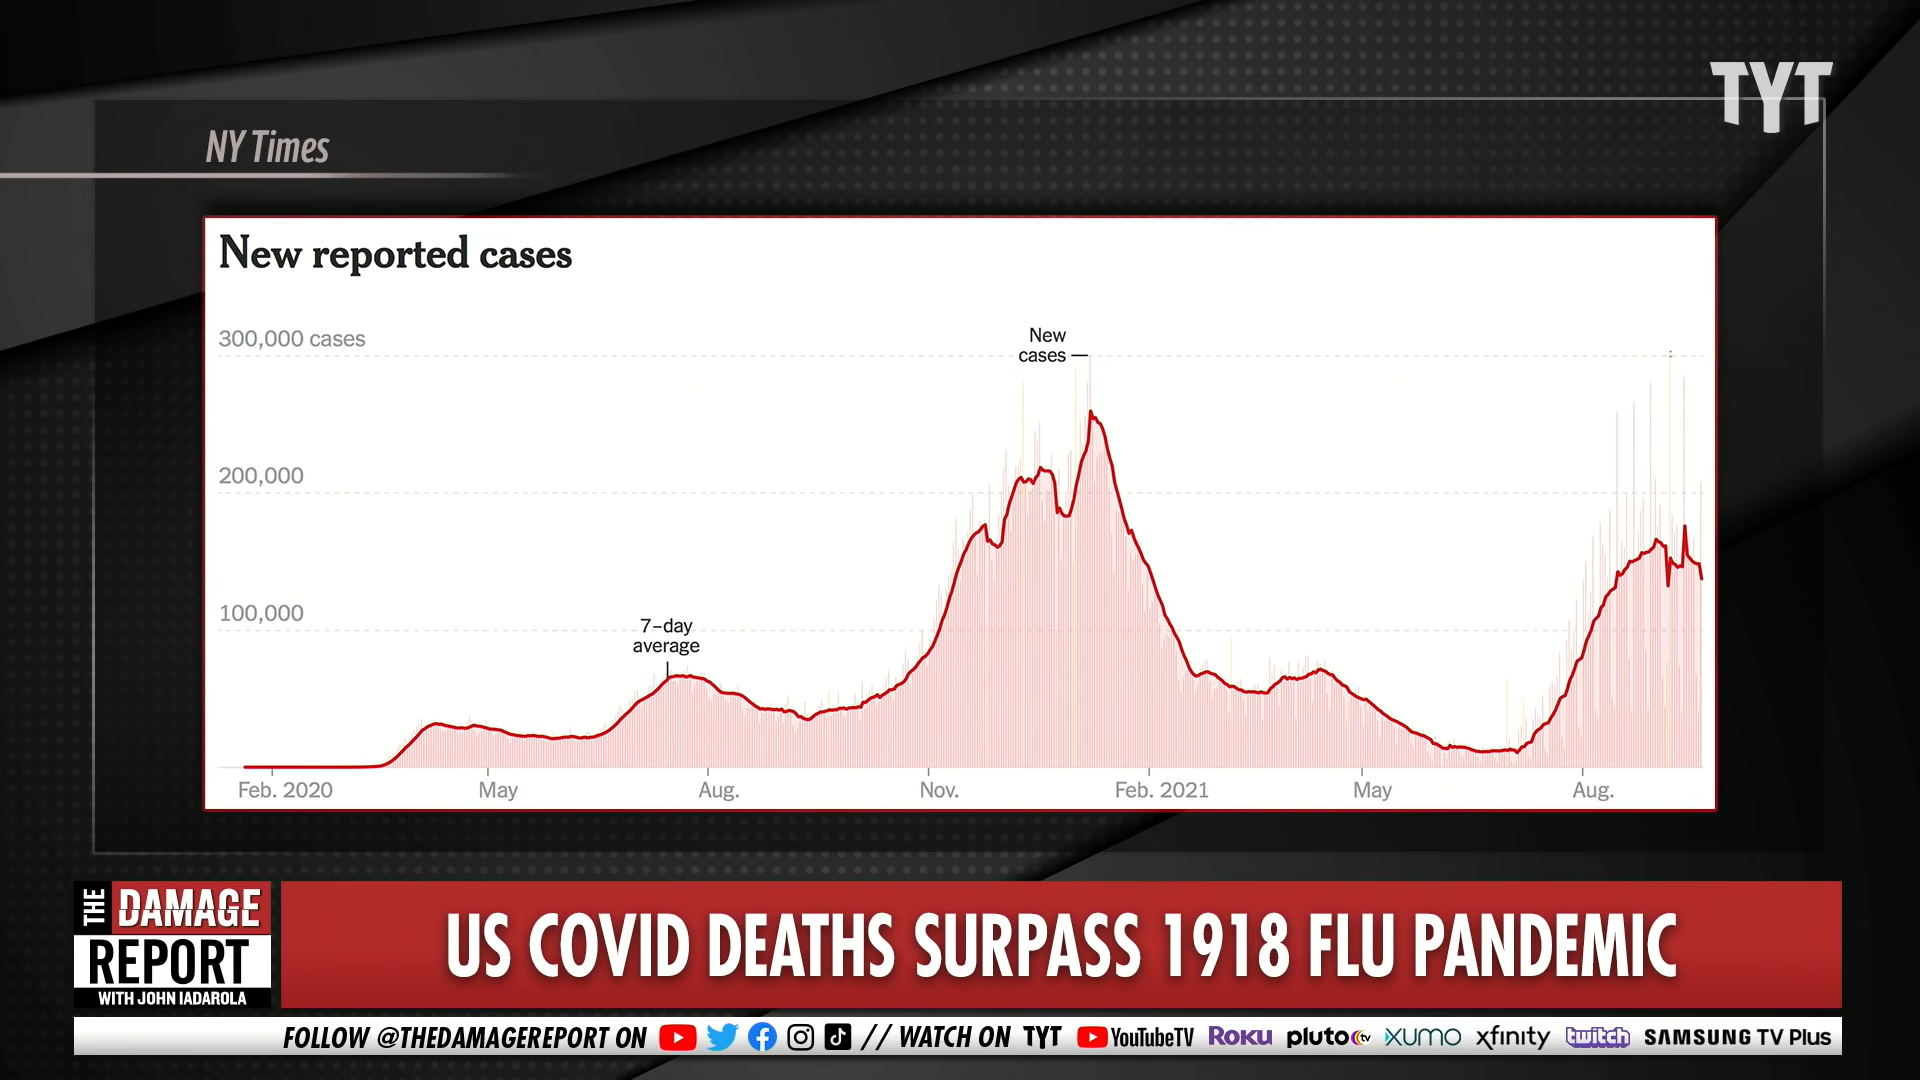 TYT
NY Times
New reported cases
300,000 cases
New
cases
200,000
100,000
7-day
average
Feb. 2020
May
Aug.
Nov.
Feb. 2021
May
Aug.
THE
DAMAGE
REPORT
WITH JOHN IADAROLA
US COVID DEATHS SURPASS 1918 FLU PANDEMIC
FOLLOW @THEDAMAGEREPORT ON // WATCH ON TYT YouTubeTV ROKU pluto tv XUMO xfinity twitch SAMSUNG TV Plus